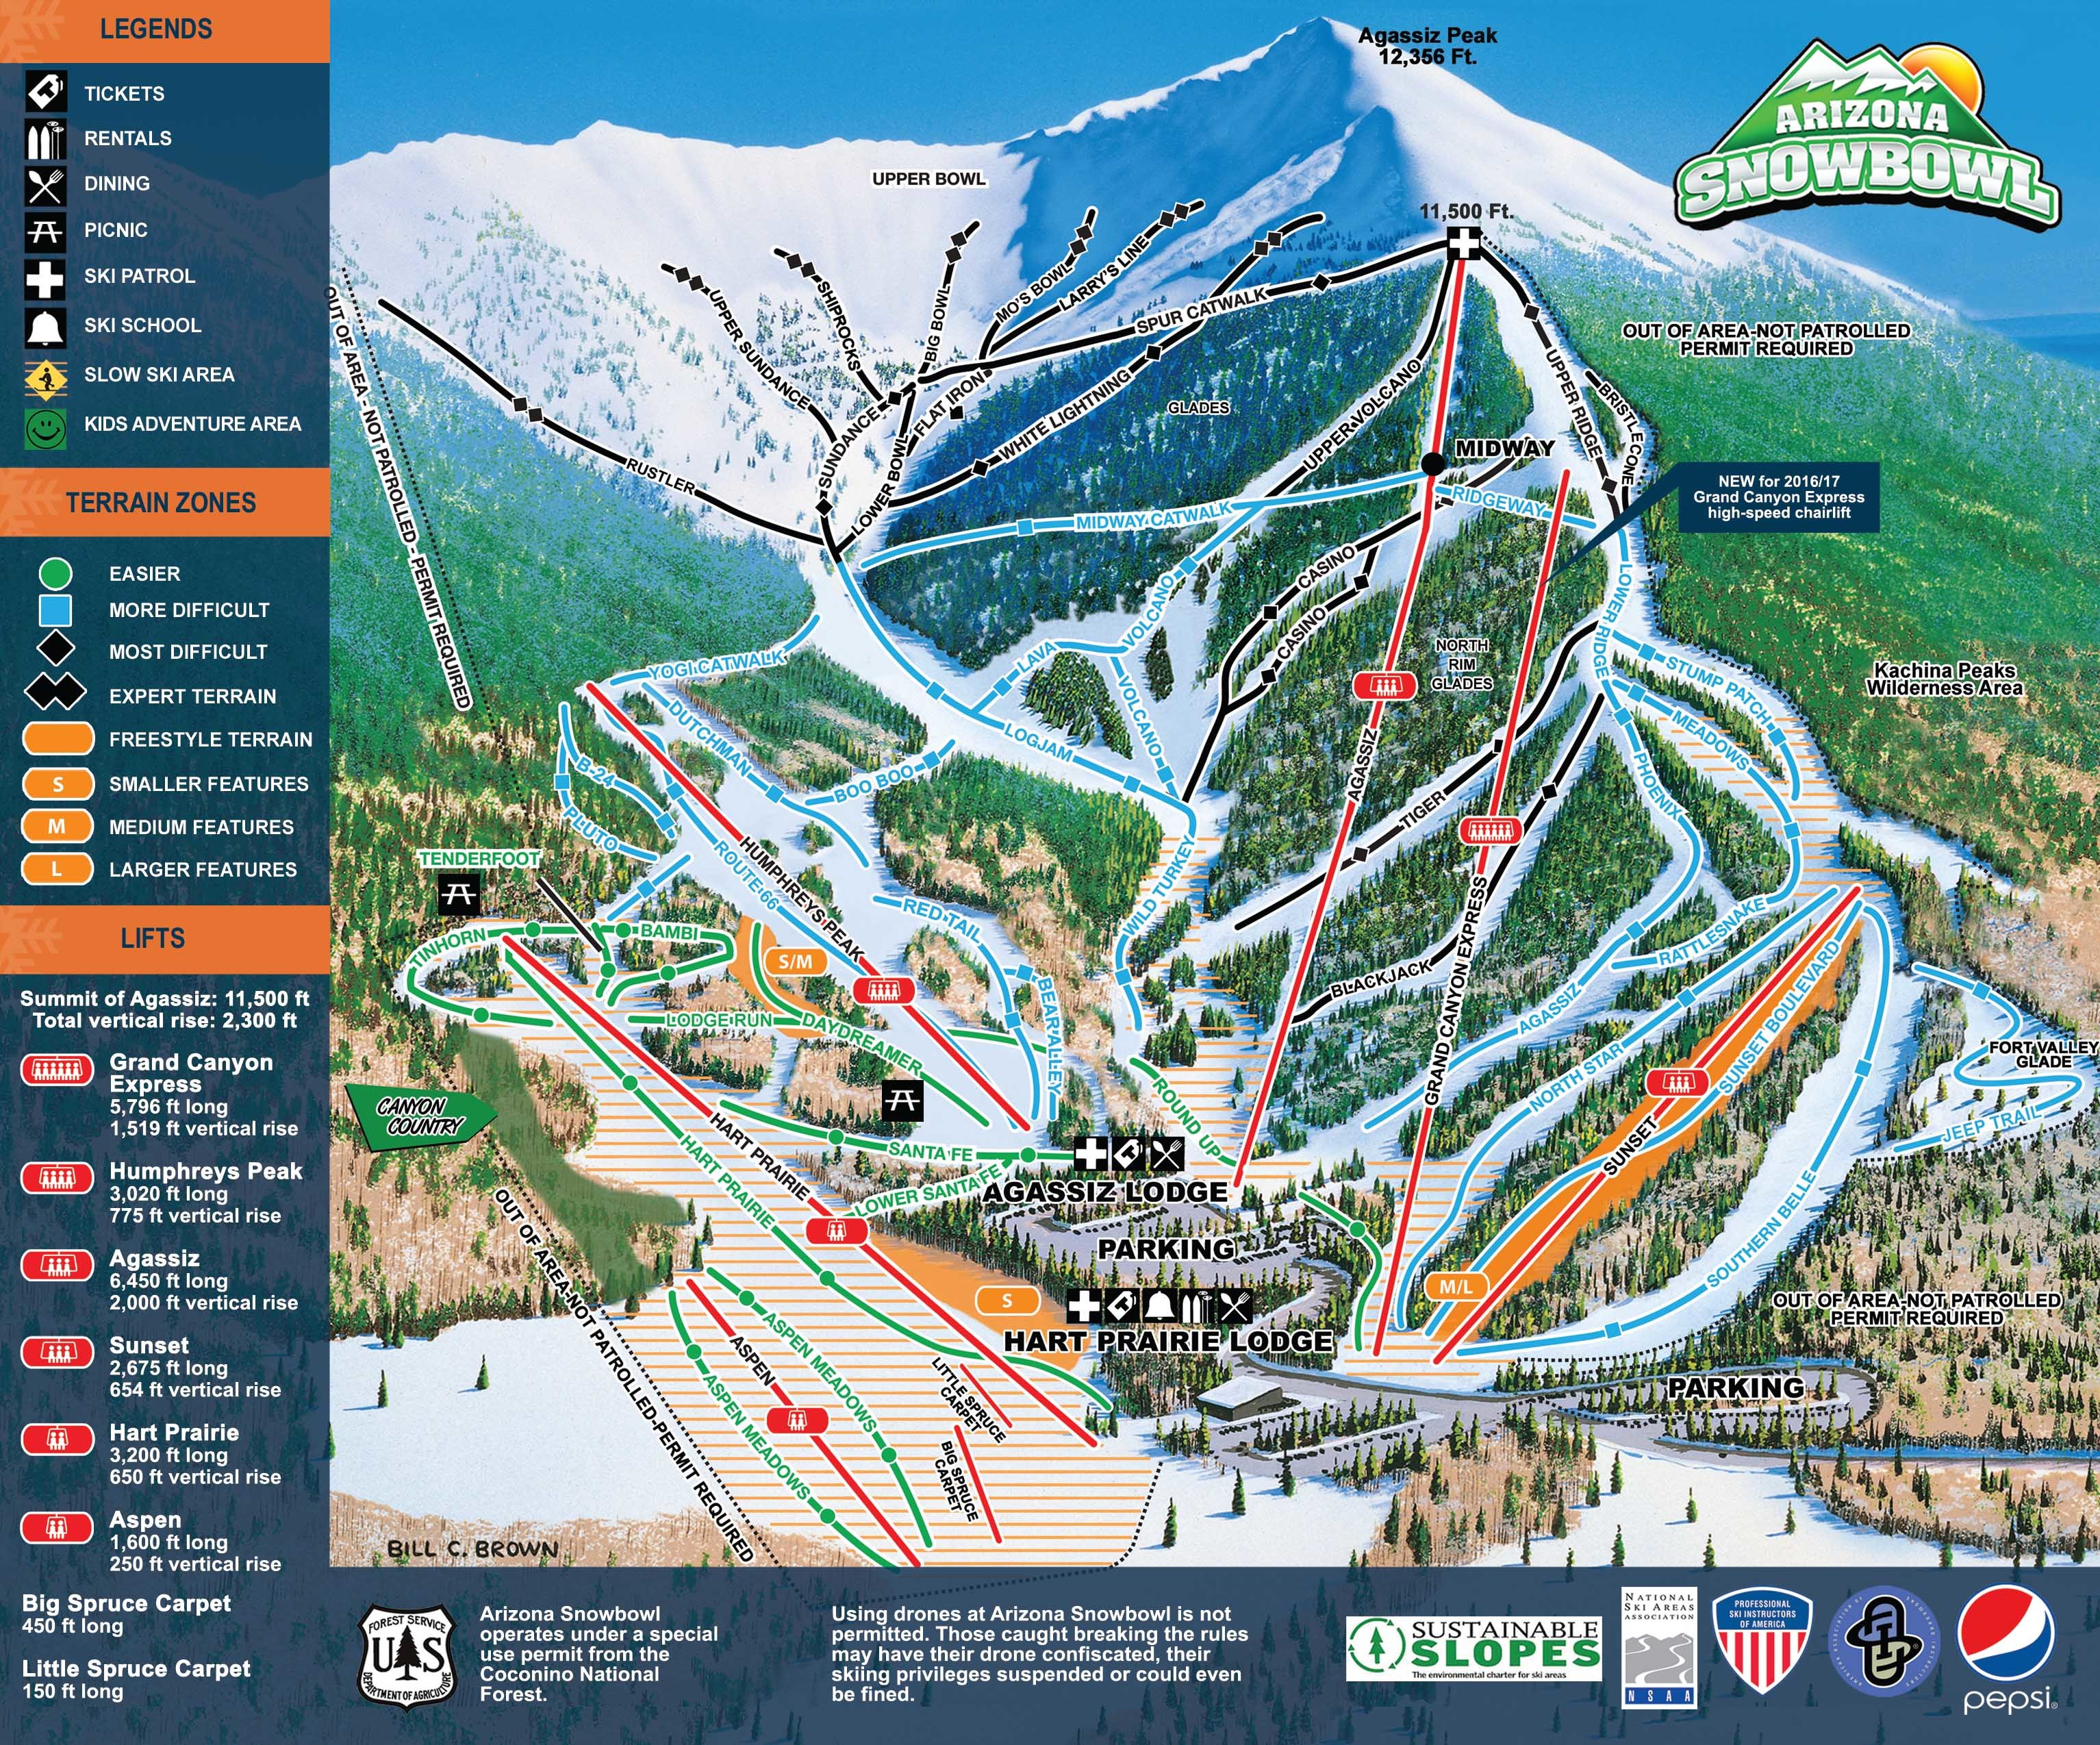 LEGENDS
TICKETS
RENTALS
DINING
PICNIC
SKI PATROL
SKI SCHOOL
SLOW SKI AREA
KIDS ADVENTURE AREA
TERRAIN ZONES
EASIER
MORE DIFFICULT
MOST DIFFICULT
EXPERT TERRAIN
FREESTYLE TERRAIN
S
SMALLER FEATURES
M
MEDIUM FEATURES
L
LARGER FEATURES
LIFTS
Summit of Agassiz: 11,500 ft
Total vertical rise: 2,300 ft
Grand Canyon
Express
5,796 ft long
1,519 ft vertical rise
Humphreys Peak
3,020 ft long
775 ft vertical rise
Agassiz
6,450 ft long
2,000 ft vertical rise
Sunset
2,675 ft long
654 ft vertical rise
Hart Prairie
3,200 ft long
650 ft vertical rise
Aspen
1,600 ft long
250 ft vertical rise
Big Spruce Carpet
450 ft long
Little Spruce Carpet
150 ft long
Agassiz Peak
12,356 Ft.
ARIZONA
SNOWBOWL
UPPER BOWL
11,500 Ft.
OUT OF AREA - NOT PATROLLED - PERMIT REQUIRED
UPPER SUNDANCE
SHIPROCKS
BIG BOWL
MO'S BOWL
LARRY'S LINE
SPUR CATWALK
OUT OF AREA-NOT PATROLLED
PERMIT REQUIRED
RUSTLER
SUNDANCE
LOWER BOWL
FLAT IRON
WHITE LIGHTNING
GLADES
UPPER VOLCANO
MIDWAY
UPPER RIDGE
BRISTLECONE
NEW for 2016/17
Grand Canyon Express
high-speed chairlift
MIDWAY CATWALK
RIDGEWAY
CASINO
CASINO
VOLCANO
LOWER RIDGE
NORTH
RIM
GLADES
YOGI CATWALK
LAVA
VOLCANO
STUMP PATCH
Kachina Peaks
Wilderness Area
DUTCHMAN
LOGJAM
MEADOWS
B-24
BOO BOO
AGASSIZ
PHOENIX
PLUTO
TIGER
TENDERFOOT
ROUTE 66
HUMPHREYS PEAK
WILD TURKEY
RED TAIL
RATTLESNAKE
TINHORN
BAMBI
S/M
BEAR ALLEY
BLACKJACK
GRAND CANYON EXPRESS
AGASSIZ
SUNSET BOULEVARD
LODGE RUN
DAYDREAMER
FORT VALLEY
GLADE
NORTH STAR
JEEP TRAIL
CANYON
COUNTRY
ROUND UP
HART PRAIRIE
HART PRAIRIE
SANTA FE
LOWER SANTA FE
AGASSIZ LODGE
SUNSET
SOUTHERN BELLE
PARKING
OUT OF AREA-NOT PATROLLED-PERMIT REQUIRED
S
M/L
HART PRAIRIE LODGE
OUT OF AREA-NOT PATROLLED
PERMIT REQUIRED
ASPEN
ASPEN MEADOWS
ASPEN MEADOWS
LITTLE SPRUCE
CARPET
BIG SPRUCE
CARPET
PARKING
BILL C. BROWN
FOREST SERVICE
U S
DEPARTMENT OF AGRICULTURE
Arizona Snowbowl
operates under a special
use permit from the
Coconino National
Forest.
Using drones at Arizona Snowbowl is not
permitted. Those caught breaking the rules
may have their drone confiscated, their
skiing privileges suspended or could even
be fined.
SUSTAINABLE
SLOPES
The environmental charter for ski areas
NATIONAL
SKI AREAS
ASSOCIATION
N S A A
PROFESSIONAL
SKI INSTRUCTORS
OF AMERICA
pepsi